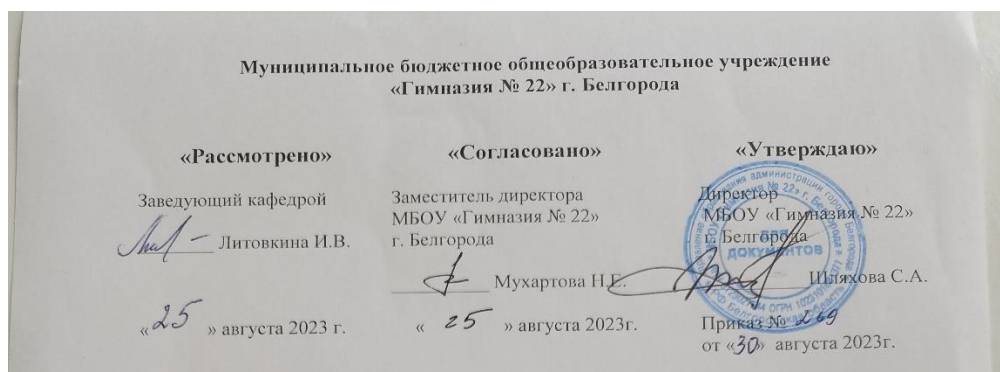 Муниципальное бюджетное общеобразовательное учреждение
«Гимназия № 22» г. Белгорода
«Рассмотрено»
Заведующий кафедрой
Литовкина И.В.
«25» августа 2023 г.
«Согласовано»
Заместитель директора
МБОУ «Гимназия № 22»
г. Белгорода
Мухартова Н.Е.
« 25 » августа 2023г.
«Утверждаю»
Директор
МБОУ «Гимназия № 22»
г. Белгорода
Шляхова С.А.
Приказ № 269
от «30» августа 2023г.
ДЛЯ
ДОКУМЕНТОВ